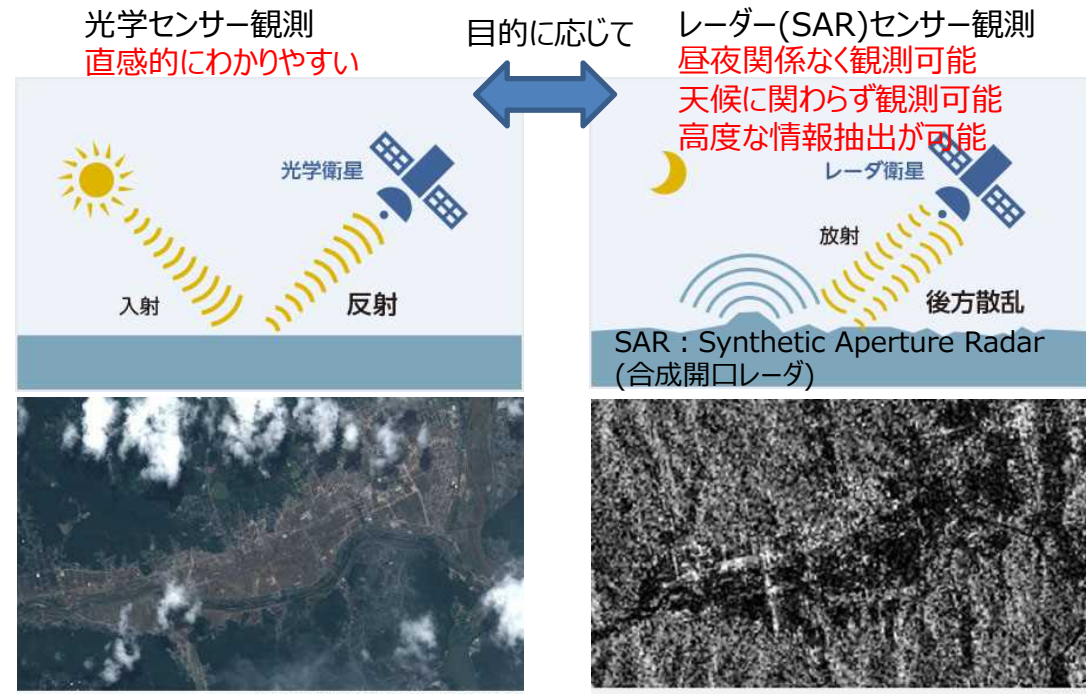 光学センサー観測
直感的にわかりやすい
目的に応じて
レーダー(SAR)センサー観測
昼夜関係なく観測可能
天候に関わらず観測可能
高度な情報抽出が可能
光学衛星
入射
反射
レーダ衛星
放射
後方散乱
SAR：Synthetic Aperture Radar
(合成開口レーダ)